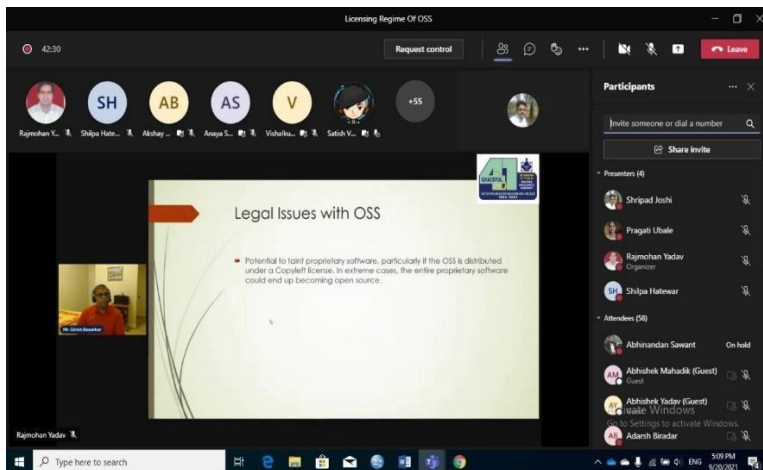 Licensing Regime Of OSS
42:30
Request control
Leave
SH
AB
AS
V
+55
Rajmohan Y...
Shilpa Hate...
Akshay ...
Anaya S...
Vishalku...
Satish V...
Participants
Invite someone or dial a number
Share invite
Presenters (4)
Shripad Joshi
Pragati Ubale
Rajmohan Yadav
Organizer
SH
Shilpa Hatewar
Attendees (58)
Abhinandan Sawant
On hold
AM
Abhishek Mahadik (Guest)
Guest
AY
Abhishek Yadav (Guest)
Guest
AB
Adarsh Biradar
Activate Windows
Go to Settings to activate Windows.
41
Legal Issues with OSS
Potential to taint proprietary software, particularly if the OSS is distributed
under a Copyleft license. In extreme cases, the entire proprietary software
could end up becoming open source.
Rajmohan Yadav
Type here to search
ENG
5:09 PM
9/20/2021